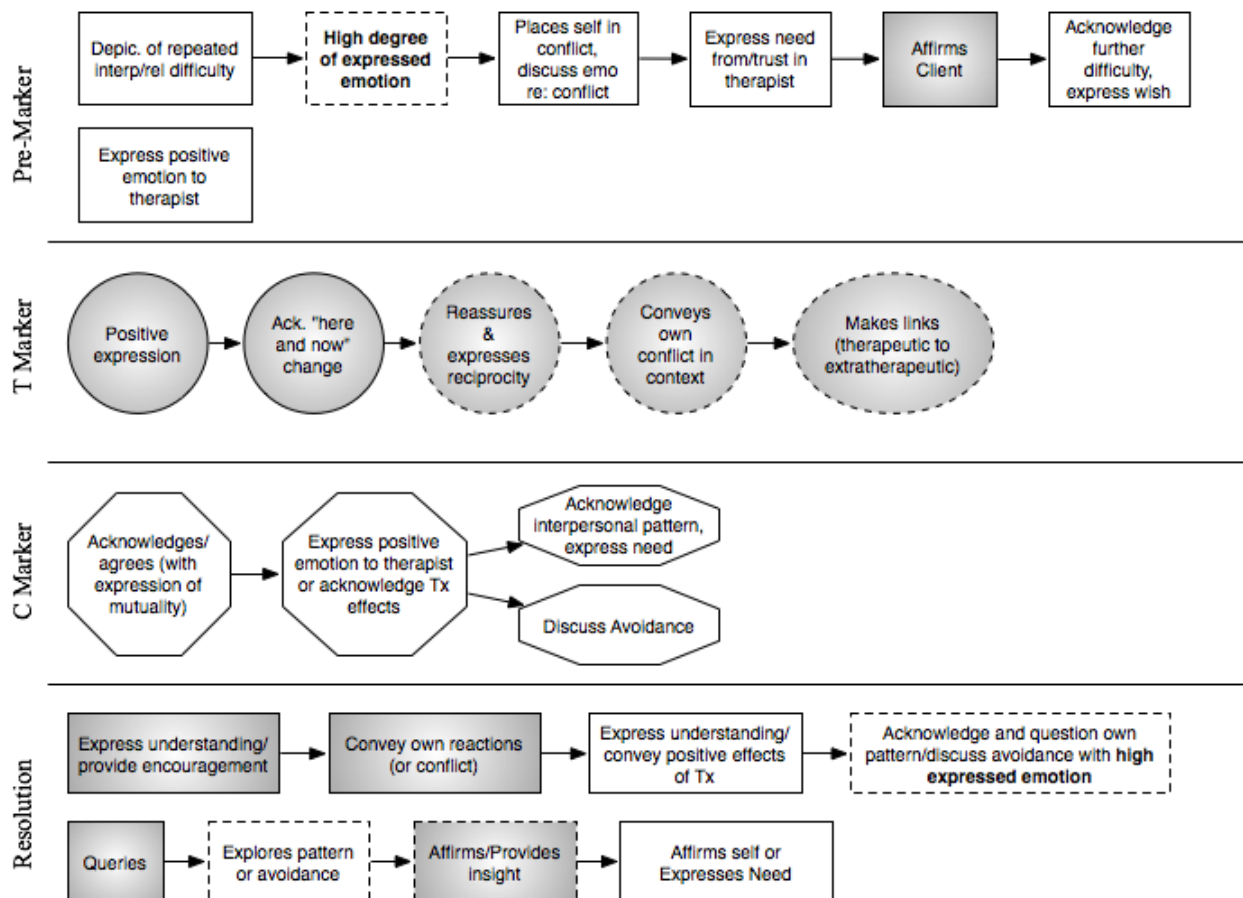 Pre-Marker
Depic. of repeated
interp/rel difficulty
High degree
of expressed
emotion
Places self in
conflict,
discuss emo
re: conflict
Express need
from/trust in
therapist
Affirms
Client
Acknowledge
further
difficulty,
express wish
Express positive
emotion to
therapist
T Marker
Positive
expression
Ack. "here
and now"
change
Reassures
&
expresses
reciprocity
Conveys
own
conflict in
context
Makes links
(therapeutic to
extratherapeutic)
C Marker
Acknowledges/
agrees (with
expression of
mutuality)
Express positive
emotion to therapist
or acknowledge Tx
effects
Acknowledge
interpersonal pattern,
express need
Discuss Avoidance
Resolution
Express understanding/
provide encouragement
Convey own reactions
(or conflict)
Express understanding/
convey positive effects
of Tx
Acknowledge and question own
pattern/discuss avoidance with high
expressed emotion
Queries
Explores pattern
or avoidance
Affirms/Provides
insight
Affirms self or
Expresses Need